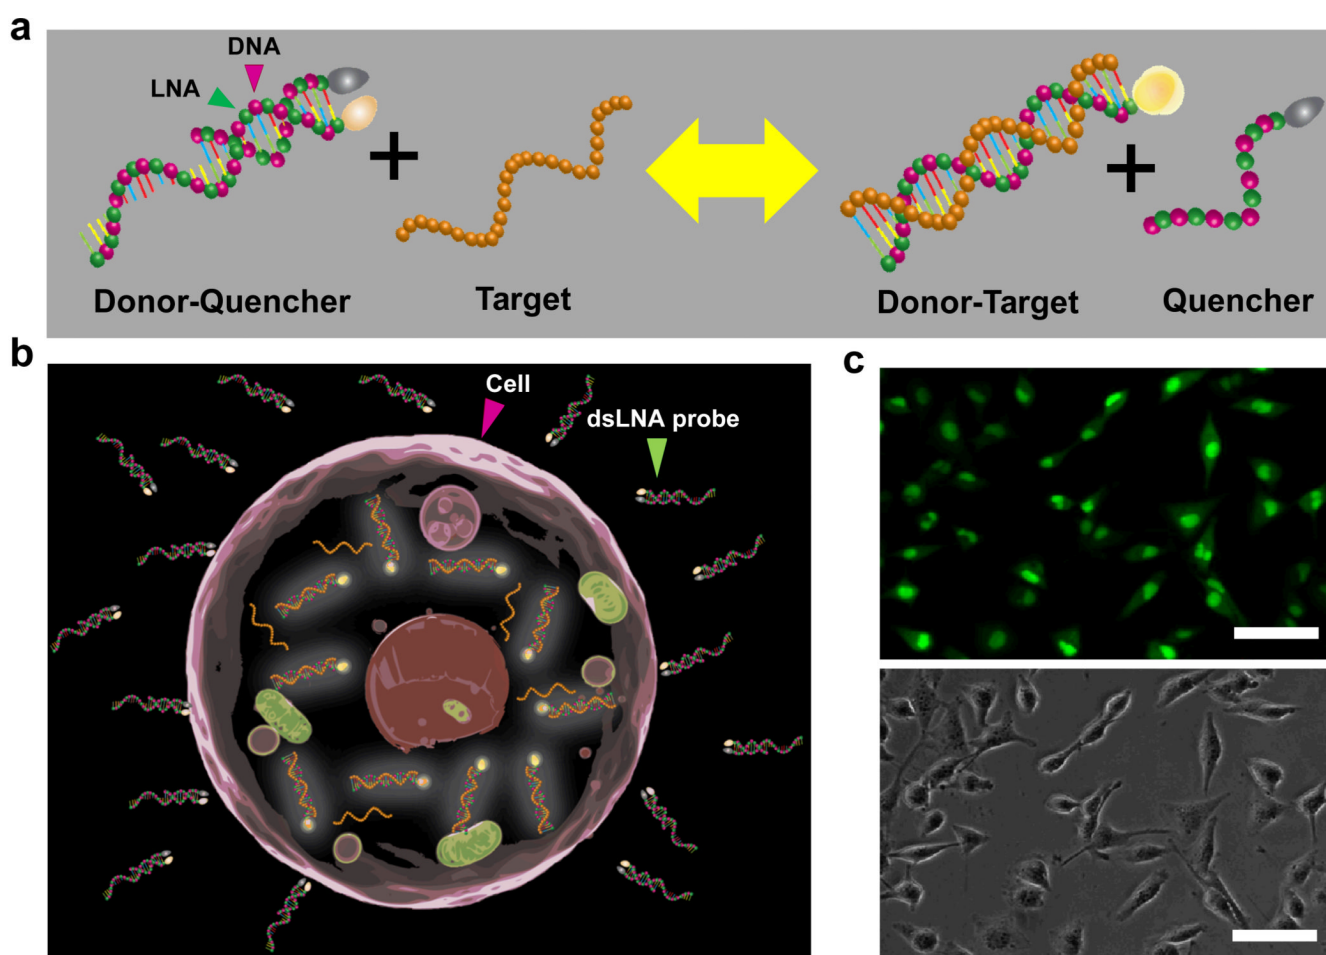 a
DNA
LNA
+
+
Donor-Quencher
Target
Donor-Target
Quencher
b
Cell
dsLNA probe
c